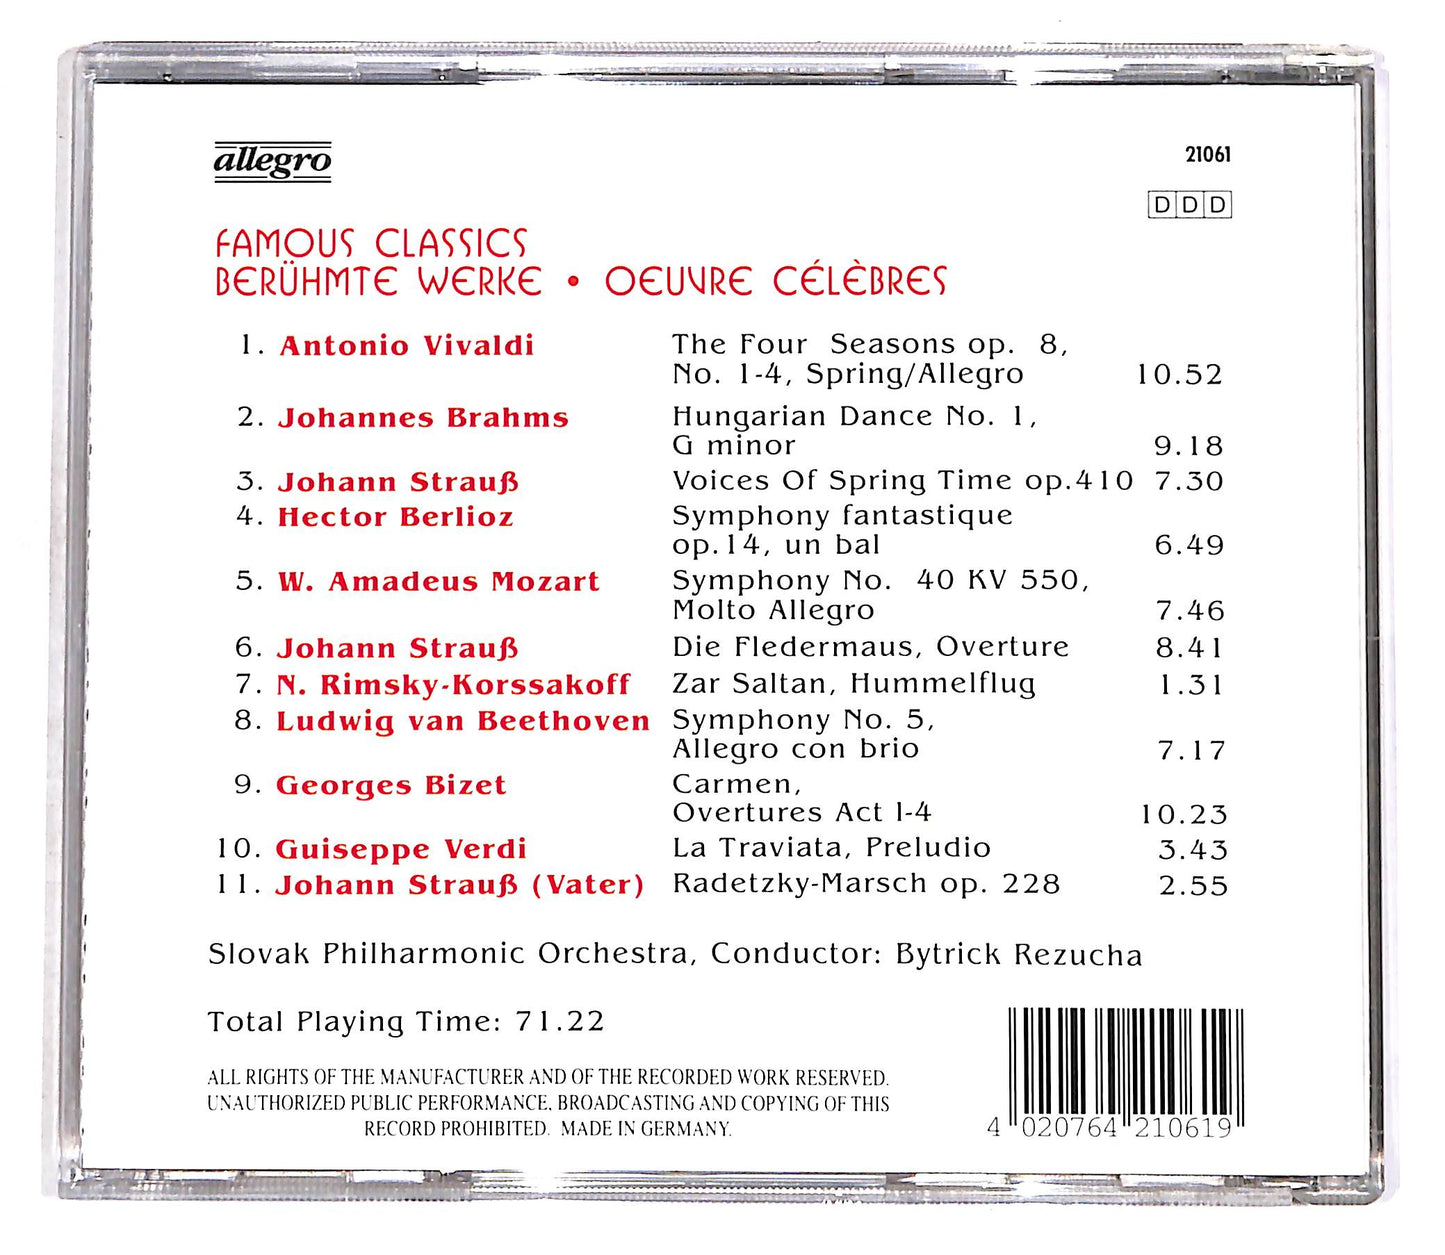 allegro
21061
DDD
FAMOUS CLASSICS
BERÜHMTE WERKE • OEUVRE CÉLÈBRES
1. Antonio Vivaldi The Four Seasons op. 8,
No. 1-4, Spring/Allegro 10.52
2. Johannes Brahms Hungarian Dance No. 1,
G minor 9.18
3. Johann Strauß Voices Of Spring Time op.410 7.30
4. Hector Berlioz Symphony fantastique
op.14, un bal 6.49
5. W. Amadeus Mozart Symphony No. 40 KV 550,
Molto Allegro 7.46
6. Johann Strauß Die Fledermaus, Overture 8.41
7. N. Rimsky-Korssakoff Zar Saltan, Hummelflug 1.31
8. Ludwig van Beethoven Symphony No. 5,
Allegro con brio 7.17
9. Georges Bizet Carmen,
Overtures Act I-4 10.23
10. Guiseppe Verdi La Traviata, Preludio 3.43
11. Johann Strauß (Vater) Radetzky-Marsch op. 228 2.55
Slovak Philharmonic Orchestra, Conductor: Bytrick Rezucha
Total Playing Time: 71.22
ALL RIGHTS OF THE MANUFACTURER AND OF THE RECORDED WORK RESERVED.
UNAUTHORIZED PUBLIC PERFORMANCE, BROADCASTING AND COPYING OF THIS
RECORD PROHIBITED. MADE IN GERMANY.
4 020764 210619